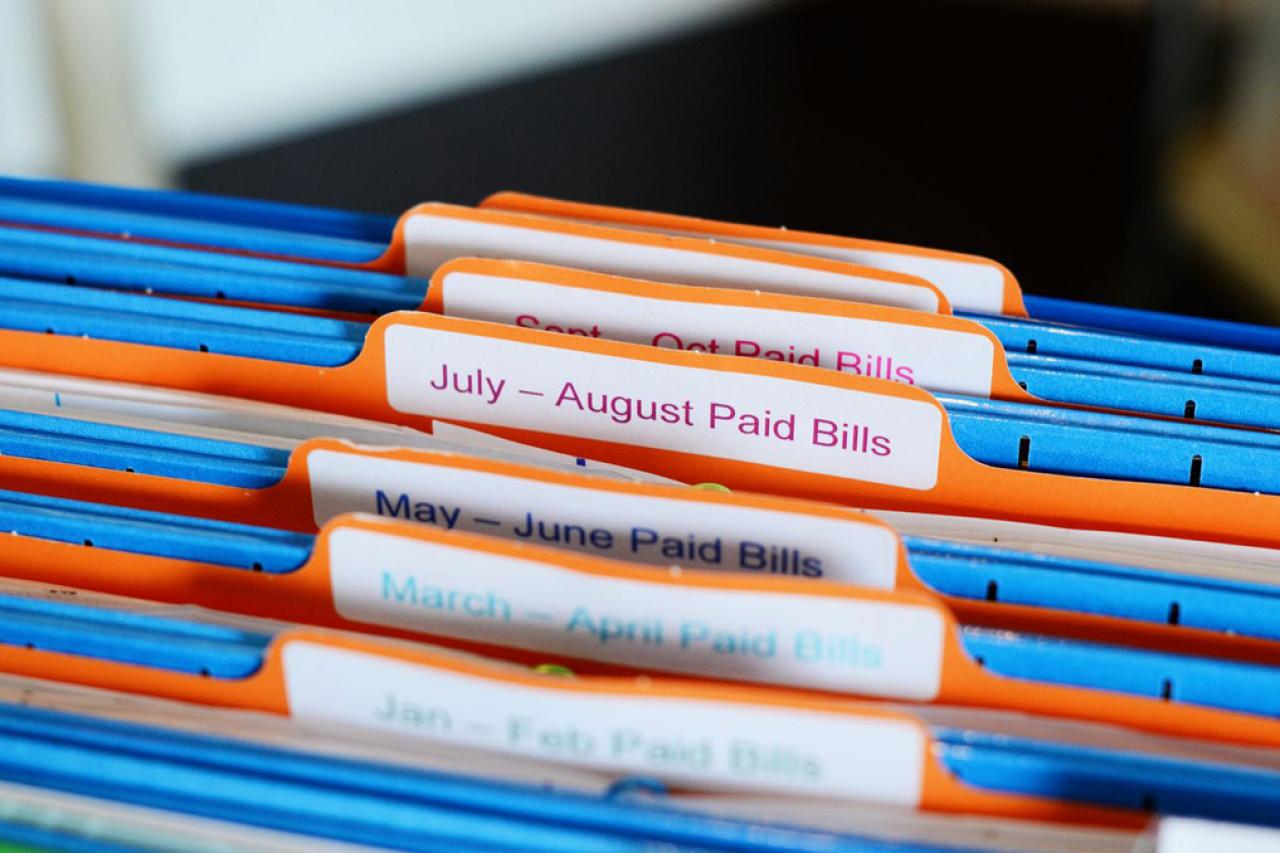 Sept – Oct Paid Bills
July – August Paid Bills
May – June Paid Bills
March – April Paid Bills
Jan – Feb Paid Bills